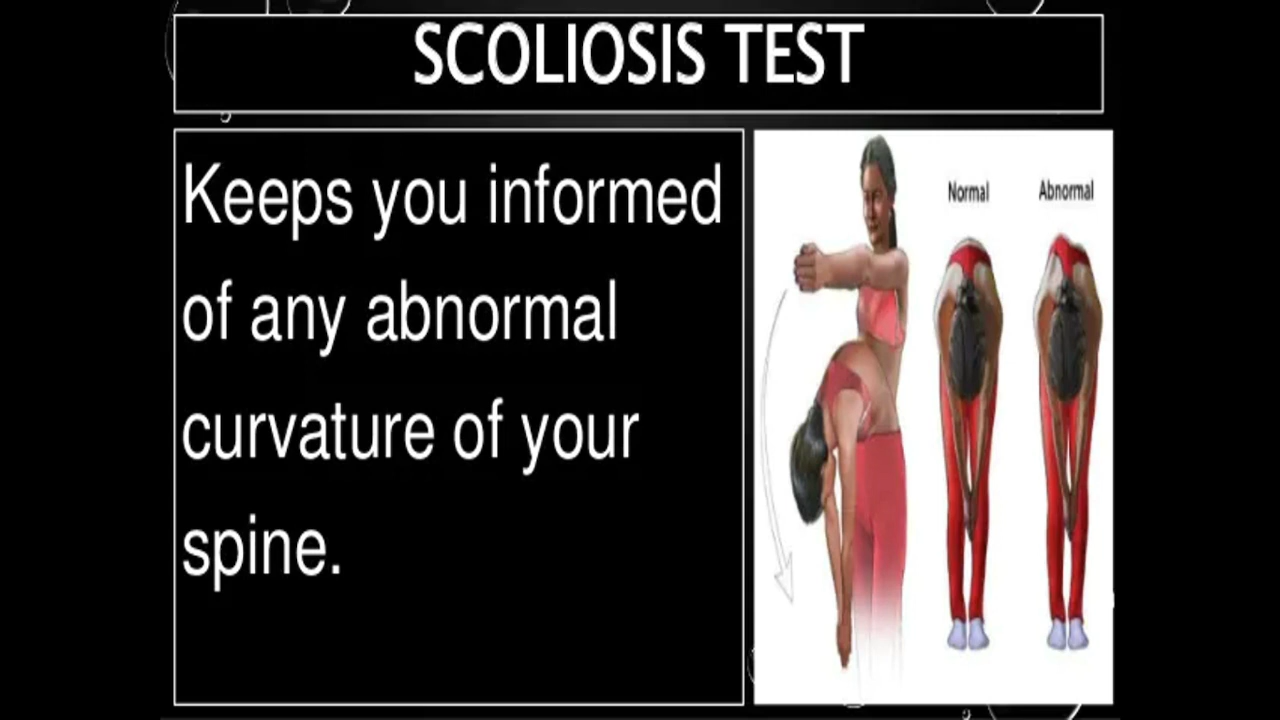 SCOLIOSIS TEST
Keeps you informed
of any abnormal
curvature of your
spine.
Normal
Abnormal